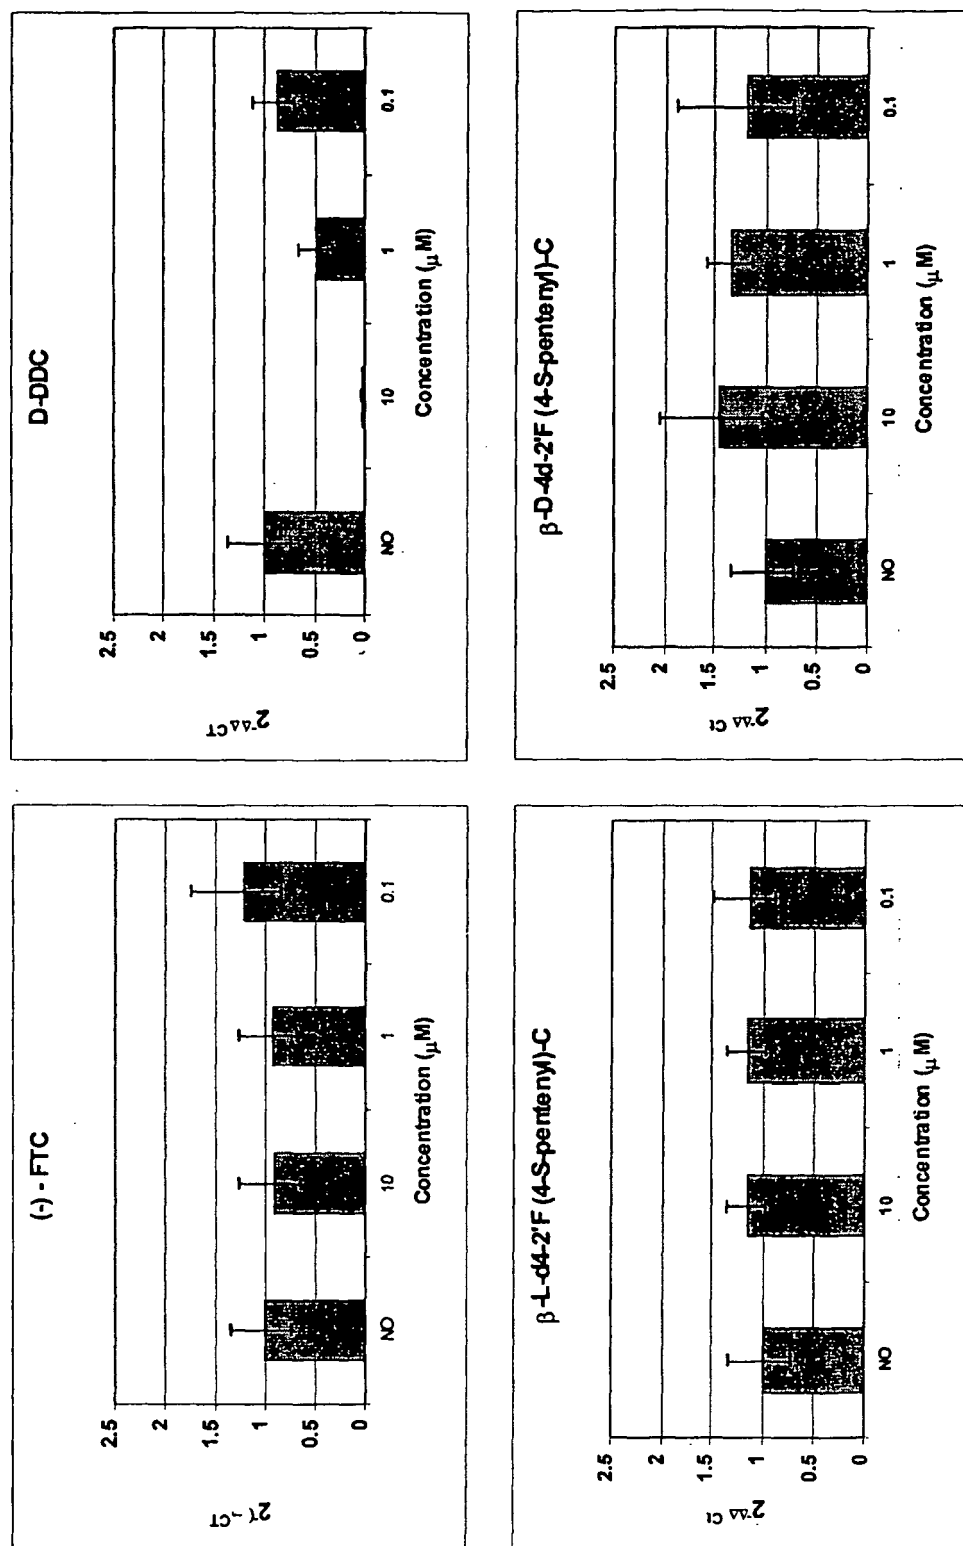 (-) - FTC
2.5
2
1.5
1
0.5
0
NO
10
1
0.1
Concentration (μM)
D-DDC
2.5
2
1.5
1
0.5
0
2-ΔΔ CT
NO
10
1
0.1
Concentration (μM)
β-L-d4-2'F (4-S-pentenyl)-C
2.5
2
1.5
1
0.5
0
2-ΔΔ Ct
NO
10
1
0.1
Concentration (μM)
β-D-4d-2'F (4-S-pentenyl)-C
2.5
2
1.5
1
0.5
0
2-ΔΔ Ct
NO
10
1
0.1
Concentration (μM)